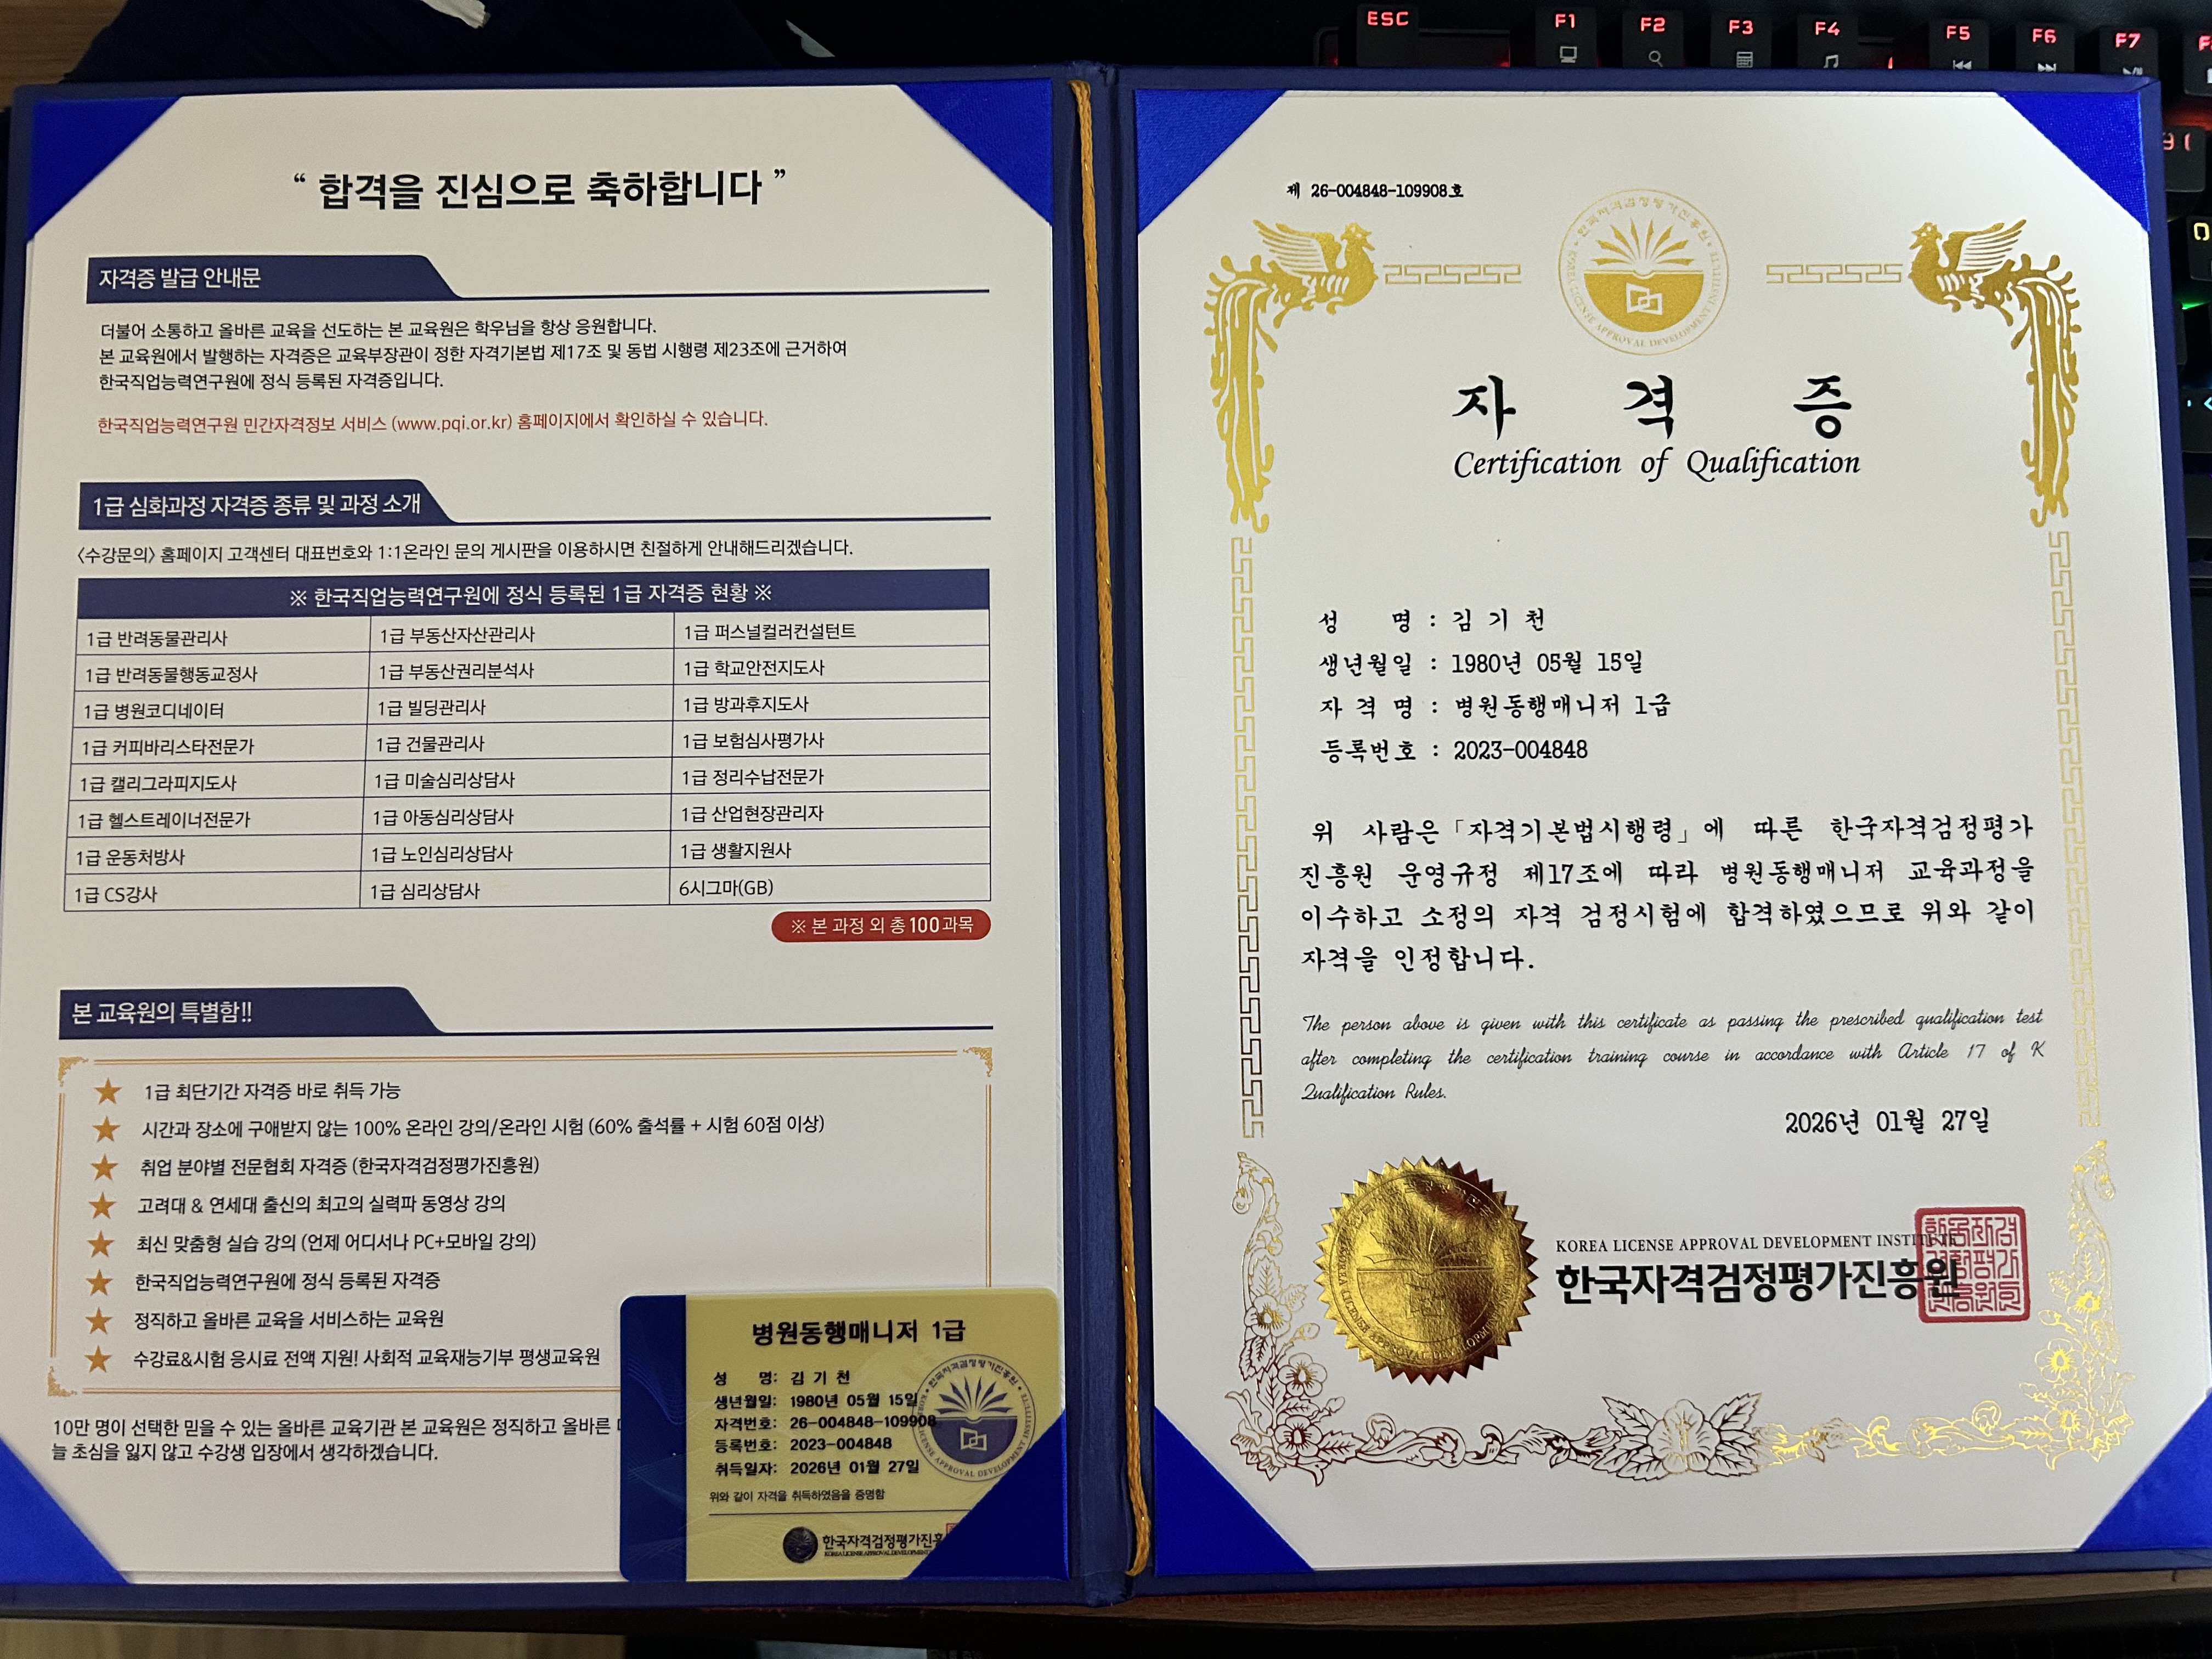 ESC
F1
F2
F3
F4
F5
F6
F7
“ 합격을 진심으로 축하합니다 ”
자격증 발급 안내문
더불어 소통하고 올바른 교육을 선도하는 본 교육원은 학우님을 항상 응원합니다.
본 교육원에서 발행하는 자격증은 교육부장관이 정한 자격기본법 제17조 및 동법 시행령 제23조에 근거하여
한국직업능력연구원에 정식 등록된 자격증입니다.
한국직업능력연구원 민간자격정보 서비스 (www.pqi.or.kr) 홈페이지에서 확인하실 수 있습니다.
1급 심화과정 자격증 종류 및 과정 소개
<수강문의> 홈페이지 고객센터 대표번호와 1:1온라인 문의 게시판을 이용하시면 친절하게 안내해드리겠습니다.
※ 한국직업능력연구원에 정식 등록된 1급 자격증 현황 ※
1급 반려동물관리사 1급 부동산자산관리사 1급 퍼스널컬러컨설턴트
1급 반려동물행동교정사 1급 부동산권리분석사 1급 학교안전지도사
1급 병원코디네이터 1급 빌딩관리사 1급 방과후지도사
1급 커피바리스타전문가 1급 건물관리사 1급 보험심사평가사
1급 캘리그라피지도사 1급 미술심리상담사 1급 정리수납전문가
1급 헬스트레이너전문가 1급 아동심리상담사 1급 산업현장관리자
1급 운동처방사 1급 노인심리상담사 1급 생활지원사
1급 CS강사 1급 심리상담사 6시그마(GB)
※ 본 과정 외 총 100과목
본 교육원의 특별함!!
1급 최단기간 자격증 바로 취득 가능
시간과 장소에 구애받지 않는 100% 온라인 강의/온라인 시험 (60% 출석률 + 시험 60점 이상)
취업 분야별 전문협회 자격증 (한국자격검정평가진흥원)
고려대 & 연세대 출신의 최고의 실력파 동영상 강의
최신 맞춤형 실습 강의 (언제 어디서나 PC+모바일 강의)
한국직업능력연구원에 정식 등록된 자격증
정직하고 올바른 교육을 서비스하는 교육원
수강료&시험 응시료 전액 지원! 사회적 교육재능기부 평생교육원
10만 명이 선택한 믿을 수 있는 올바른 교육기관 본 교육원은 정직하고 올바른
늘 초심을 잃지 않고 수강생 입장에서 생각하겠습니다.
병원동행매니저 1급
성 명: 김 기 천
생년월일: 1980년 05월 15일
자격번호: 26-004848-109908
등록번호: 2023-004848
취득일자: 2026년 01월 27일
위와 같이 자격을 취득하였음을 증명함
한국자격검정평가진흥
제 26-004848-109908호
한국자격검정평가진흥원
KOREA LICENSE APPROVAL DEVELOPMENT INSTITUTE
자 격 증
Certification of Qualification
성 명 : 김 기 천
생년월일 : 1980년 05월 15일
자 격 명 : 병원동행매니저 1급
등록번호 : 2023-004848
위 사람은「자격기본법시행령」에 따른 한국자격검정평가
진흥원 운영규정 제17조에 따라 병원동행매니저 교육과정을
이수하고 소정의 자격 검정시험에 합격하였으므로 위와 같이
자격을 인정합니다.
The person above is given with this certificate as passing the prescribed qualification test
after completing the certification training course in accordance with Article 17 of K
Qualification Rules.
2026년 01월 27일
KOREA LICENSE APPROVAL DEVELOPMENT INSTITUTE
한국자격검정평가진흥원